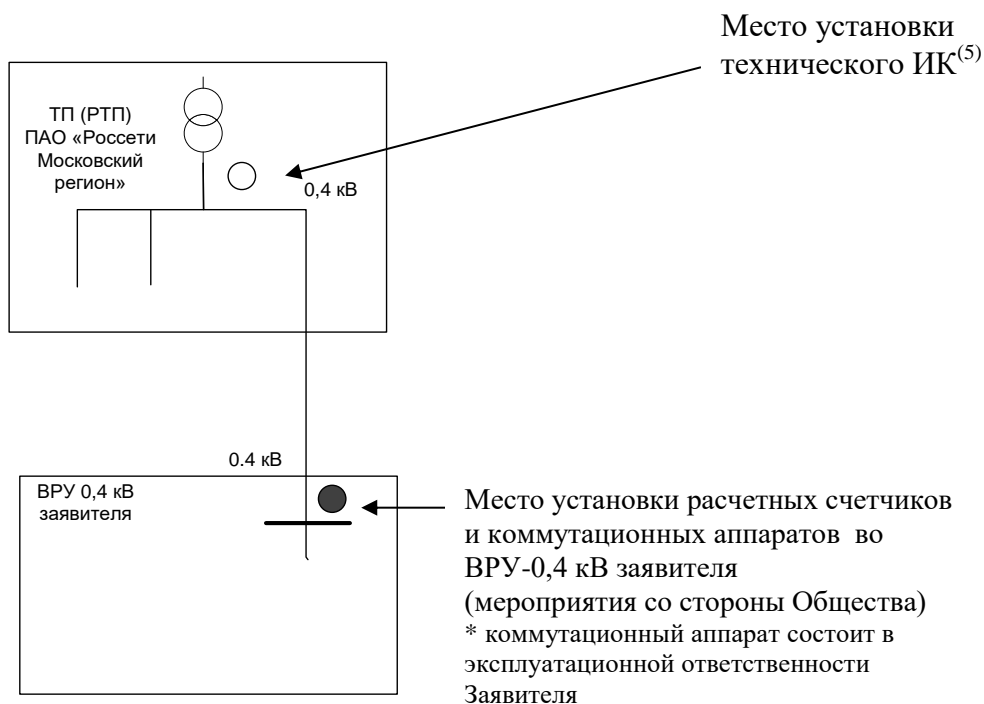 Место установки
технического ИК(5)
ТП (РТП)
ПАО «Россети
Московский
регион»
0,4 кВ
0.4 кВ
ВРУ 0,4 кВ
заявителя
Место установки расчетных счетчиков
и коммутационных аппаратов во
ВРУ-0,4 кВ заявителя
(мероприятия со стороны Общества)
* коммутационный аппарат состоит в
эксплуатационной ответственности
Заявителя